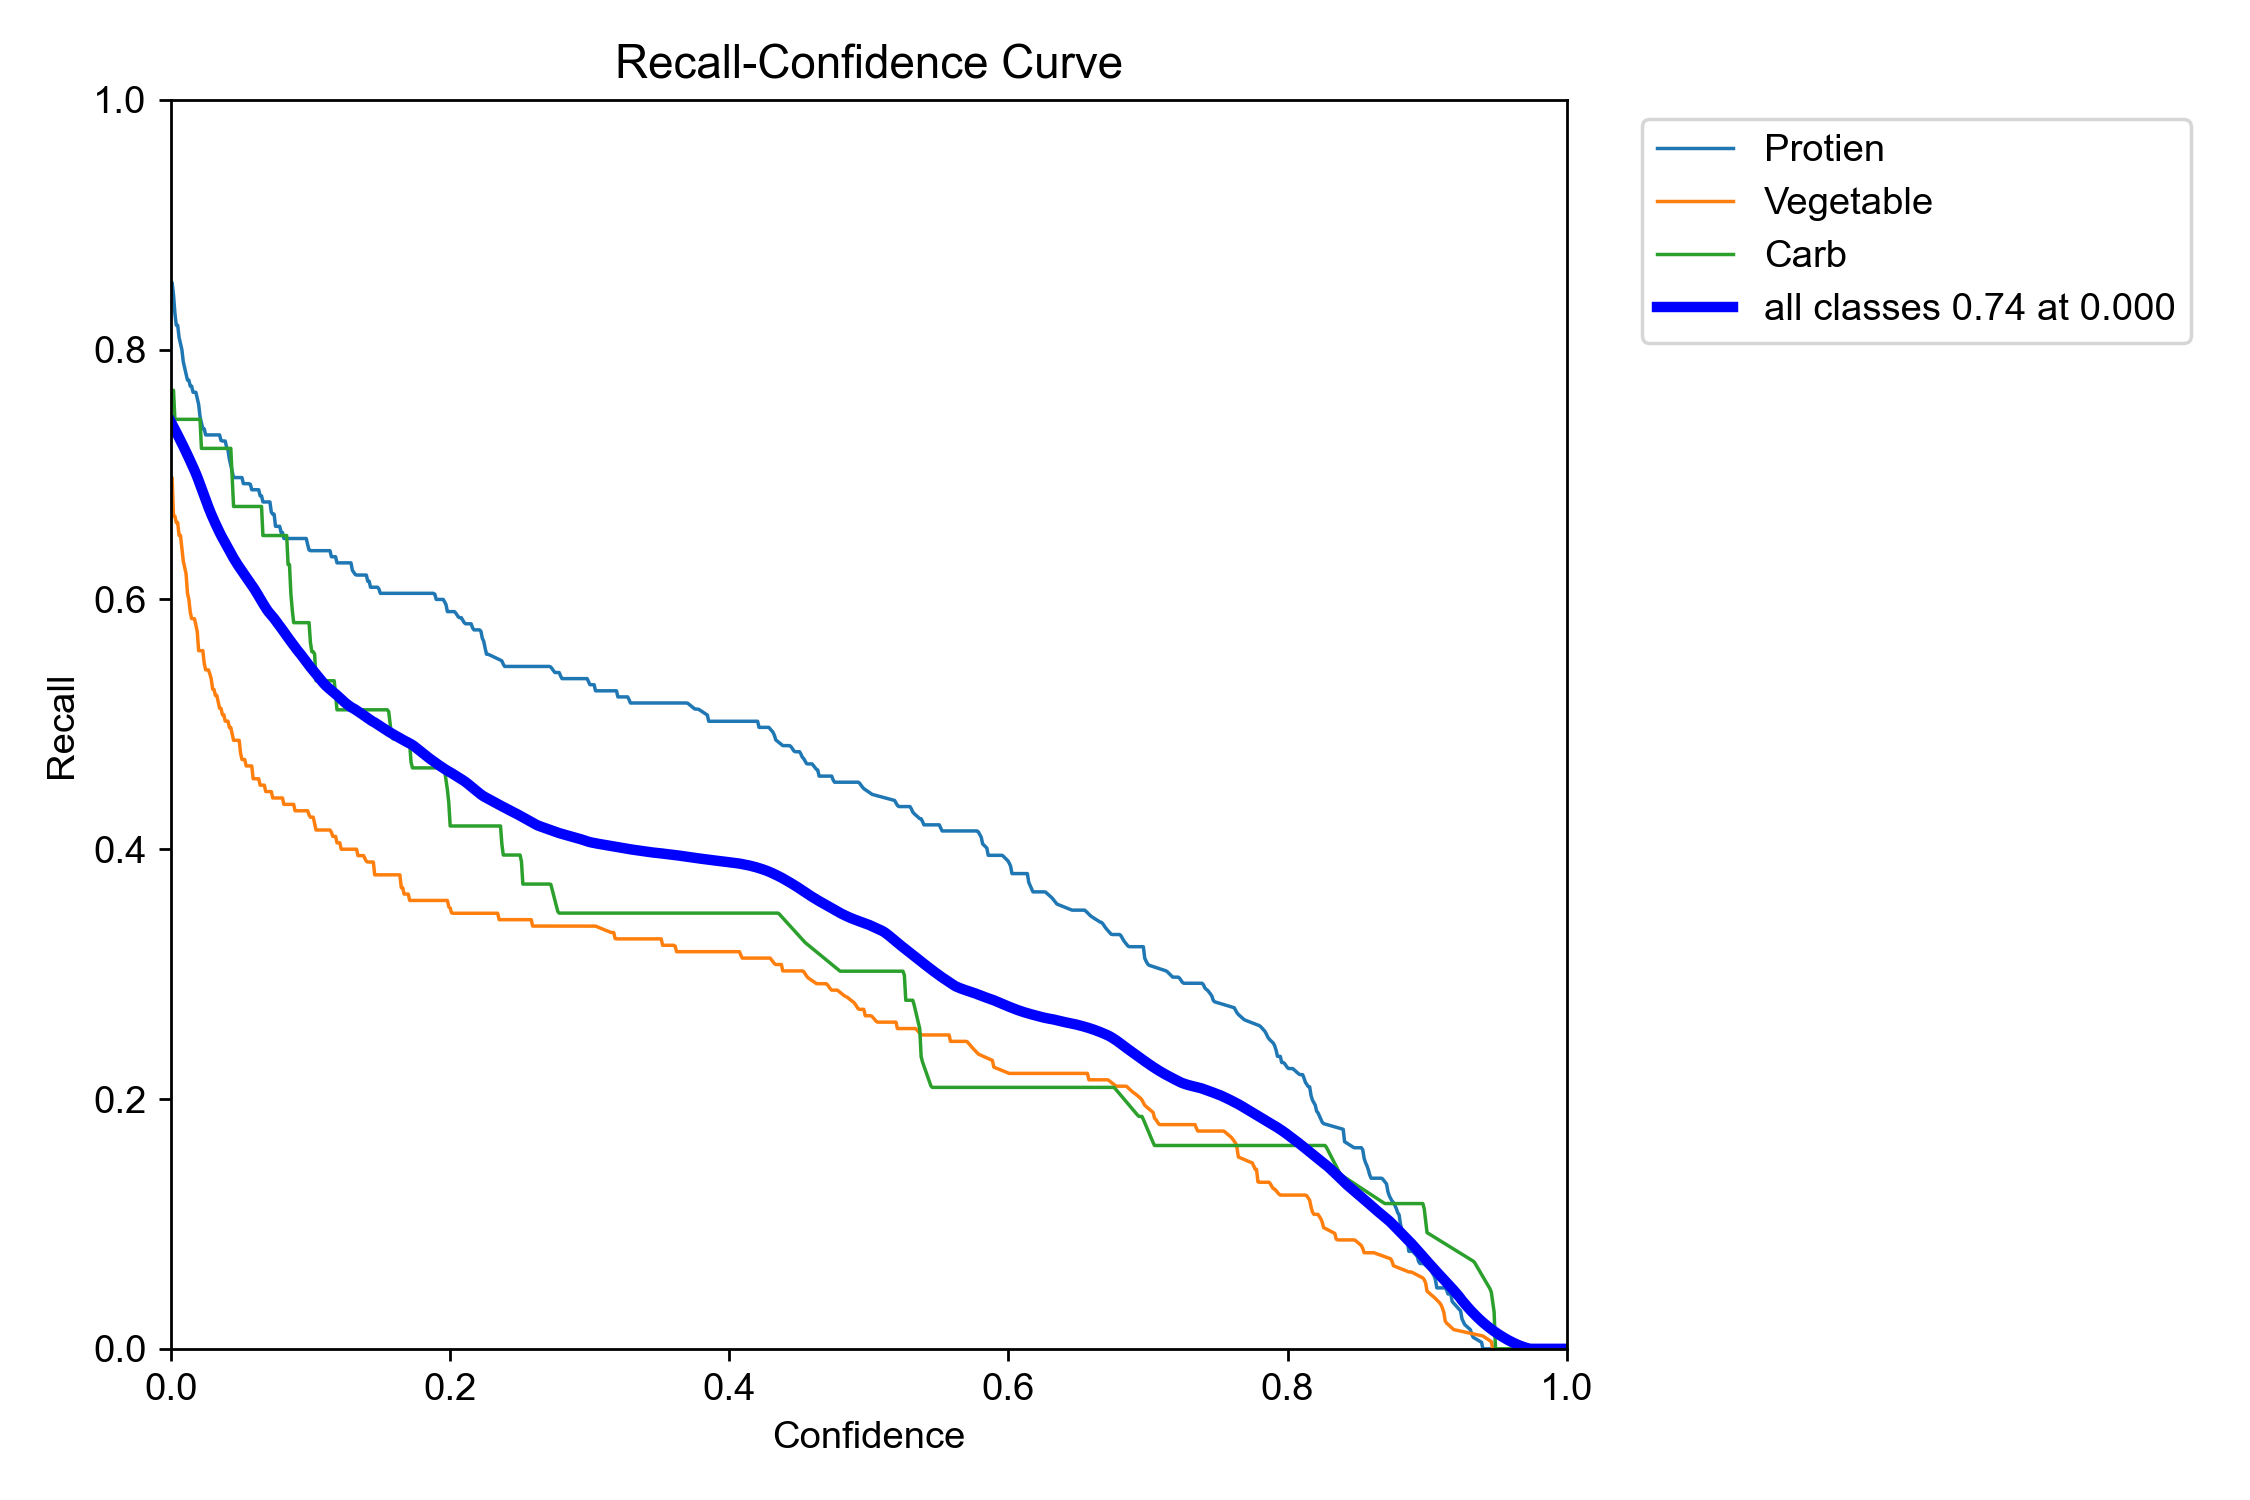 Recall-Confidence Curve
1.0
0.8
0.6
0.4
0.2
0.0
Recall
0.0 0.2 0.4 0.6 0.8 1.0
Confidence
Protien
Vegetable
Carb
all classes 0.74 at 0.000